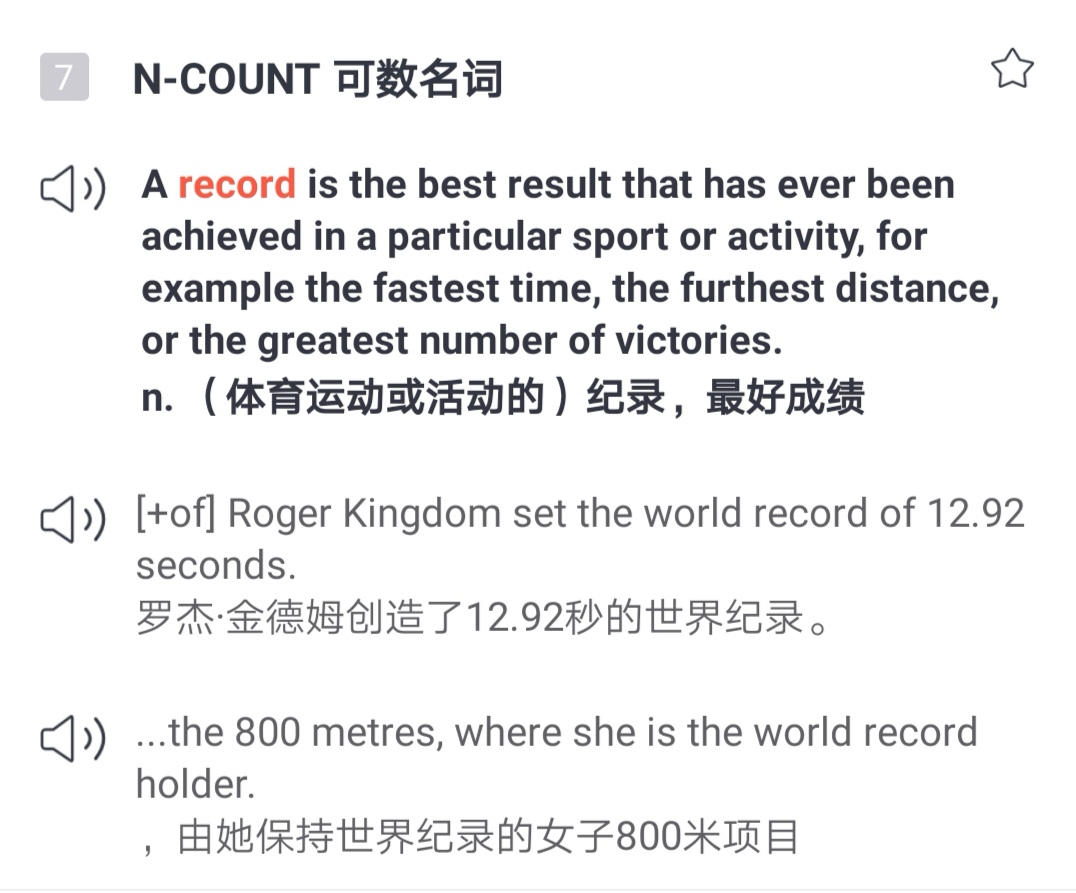 7 N-COUNT 可数名词
A record is the best result that has ever been
achieved in a particular sport or activity, for
example the fastest time, the furthest distance,
or the greatest number of victories.
n. （体育运动或活动的）纪录，最好成绩
[+of] Roger Kingdom set the world record of 12.92
seconds.
罗杰·金德姆创造了12.92秒的世界纪录。
...the 800 metres, where she is the world record
holder.
，由她保持世界纪录的女子800米项目